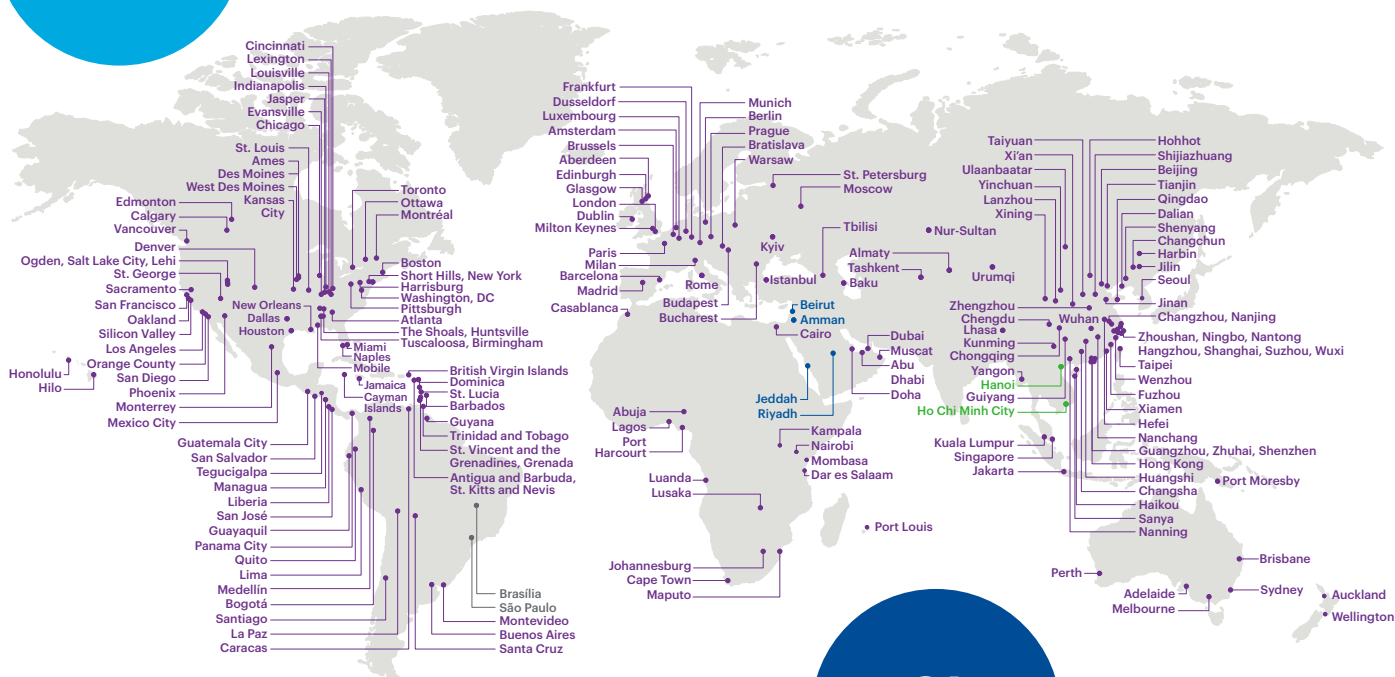 Cincinnati
Lexington
Louisville
Indianapolis
Jasper
Evansville
Chicago
St. Louis
Ames
Des Moines
West Des Moines
Kansas
City
Edmonton
Calgary
Vancouver
Denver
Ogden, Salt Lake City, Lehi
St. George
Sacramento
San Francisco
Oakland
Silicon Valley
Los Angeles
Orange County
San Diego
Phoenix
Monterrey
Mexico City
Honolulu
Hilo
New Orleans
Dallas
Houston
Toronto
Ottawa
Montréal
Boston
Short Hills, New York
Harrisburg
Washington, DC
Pittsburgh
Atlanta
The Shoals, Huntsville
Tuscaloosa, Birmingham
Miami
Naples
Mobile
Jamaica
Cayman
Islands
British Virgin Islands
Dominica
St. Lucia
Barbados
Guyana
Trinidad and Tobago
St. Vincent and the
Grenadines, Grenada
Antigua and Barbuda,
St. Kitts and Nevis
Guatemala City
San Salvador
Tegucigalpa
Managua
Liberia
San José
Guayaquil
Panama City
Quito
Lima
Medellín
Bogotá
Santiago
La Paz
Caracas
Brasília
São Paulo
Montevideo
Buenos Aires
Santa Cruz
Frankfurt
Dusseldorf
Luxembourg
Amsterdam
Brussels
Aberdeen
Edinburgh
Glasgow
London
Dublin
Milton Keynes
Paris
Milan
Barcelona
Madrid
Casablanca
Munich
Berlin
Prague
Bratislava
Warsaw
St. Petersburg
Moscow
Kyiv
Tbilisi
Rome
Istanbul
Baku
Budapest
Bucharest
Beirut
Amman
Cairo
Almaty
Tashkent
Nur-Sultan
Urumqi
Dubai
Muscat
Abu
Dhabi
Doha
Jeddah
Riyadh
Abuja
Lagos
Port
Harcourt
Kampala
Nairobi
Mombasa
Dar es Salaam
Luanda
Lusaka
Port Louis
Johannesburg
Cape Town
Maputo
Taiyuan
Xi'an
Ulaanbaatar
Yinchuan
Lanzhou
Xining
Hohhot
Shijiazhuang
Beijing
Tianjin
Qingdao
Dalian
Shenyang
Changchun
Harbin
Jilin
Seoul
Jinan
Changzhou, Nanjing
Zhengzhou
Chengdu
Wuhan
Lhasa
Kunming
Chongqing
Yangon
Hanoi
Guiyang
Ho Chi Minh City
Zhoushan, Ningbo, Nantong
Hangzhou, Shanghai, Suzhou, Wuxi
Taipei
Wenzhou
Fuzhou
Xiamen
Hefei
Nanchang
Guangzhou, Zhuhai, Shenzhen
Hong Kong
Huangshi
Changsha
Haikou
Sanya
Nanning
Kuala Lumpur
Singapore
Jakarta
Port Moresby
Perth
Brisbane
Adelaide
Sydney
Melbourne
Auckland
Wellington